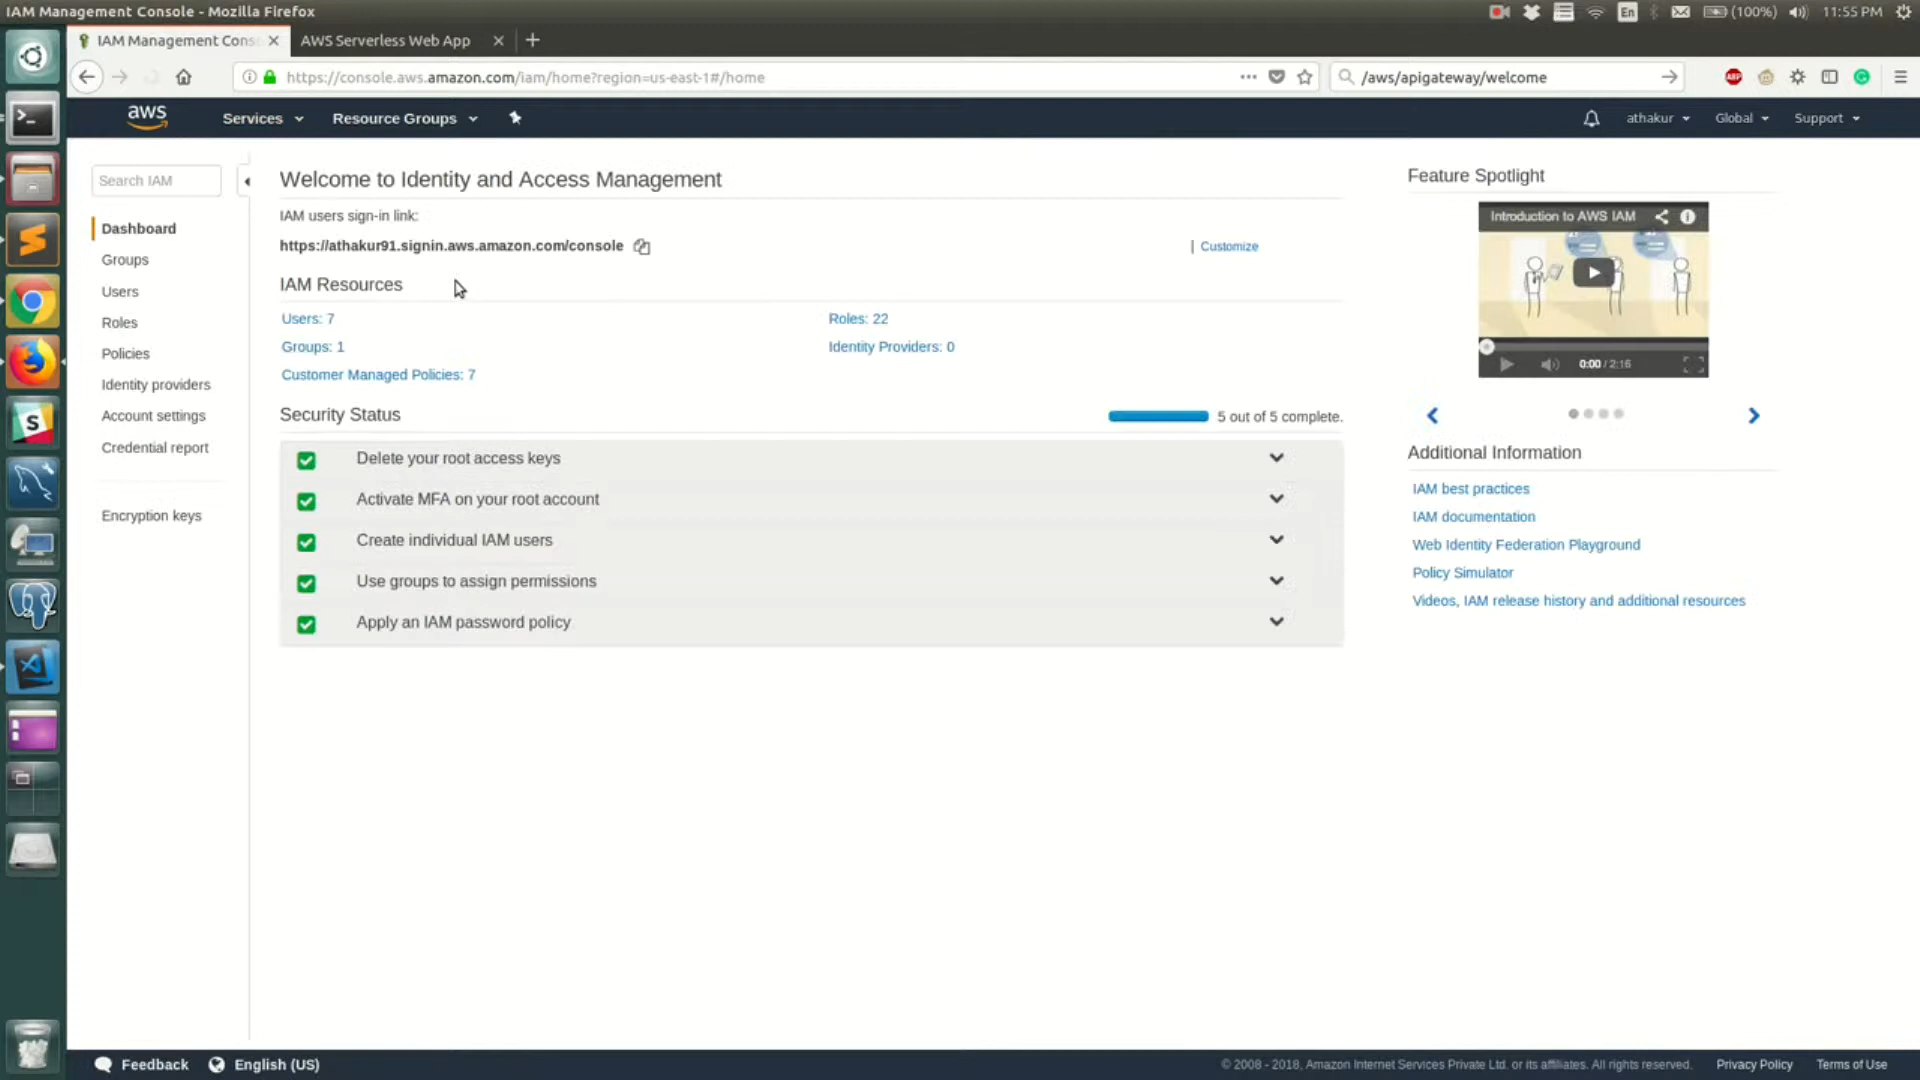 IAM Management Console - Mozilla Firefox
En
(100%)
11:55 PM
IAM Management Cons
AWS Serverless Web App
https://console.aws.amazon.com/iam/home?region=us-east-1#/home
/aws/apigateway/welcome
ABP
aws
Services
Resource Groups
athakur
Global
Support
Search IAM
Dashboard
Groups
Users
Roles
Policies
Identity providers
Account settings
Credential report
Encryption keys
Welcome to Identity and Access Management
IAM users sign-in link:
https://athakur91.signin.aws.amazon.com/console
| Customize
IAM Resources
Users: 7
Roles: 22
Groups: 1
Identity Providers: 0
Customer Managed Policies: 7
Security Status
5 out of 5 complete.
Delete your root access keys
Activate MFA on your root account
Create individual IAM users
Use groups to assign permissions
Apply an IAM password policy
Feature Spotlight
Introduction to AWS IAM
0:00 / 2:16
Additional Information
IAM best practices
IAM documentation
Web Identity Federation Playground
Policy Simulator
Videos, IAM release history and additional resources
Feedback
English (US)
© 2008 - 2018, Amazon Internet Services Private Ltd. or its affiliates. All rights reserved.
Privacy Policy
Terms of Use